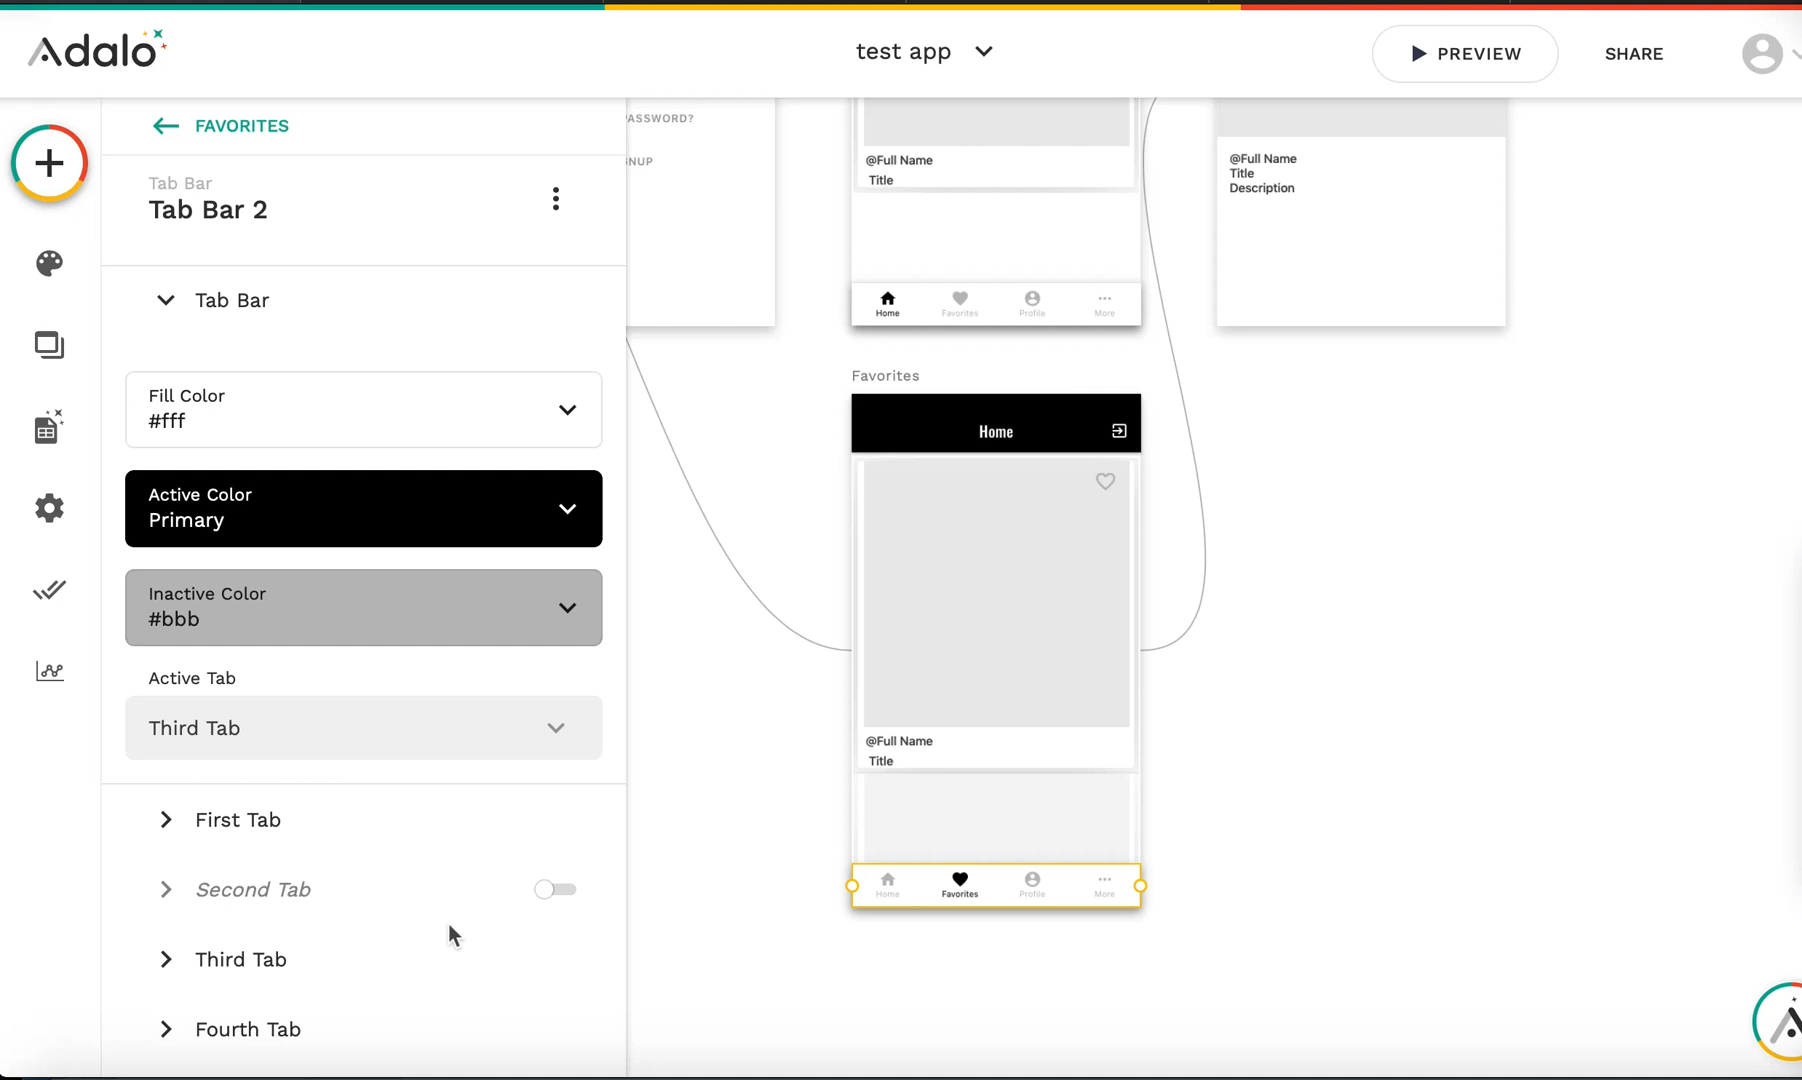 Adalo
test app
PREVIEW
SHARE
FAVORITES
Tab Bar
Tab Bar 2
Tab Bar
Fill Color
#fff
Active Color
Primary
Inactive Color
#bbb
Active Tab
Third Tab
First Tab
Second Tab
Third Tab
Fourth Tab
ASSWORD?
NUP
@Full Name
Title
Home
Favorites
Profile
More
@Full Name
Title
Description
Favorites
Home
@Full Name
Title
Home
Favorites
Profile
More